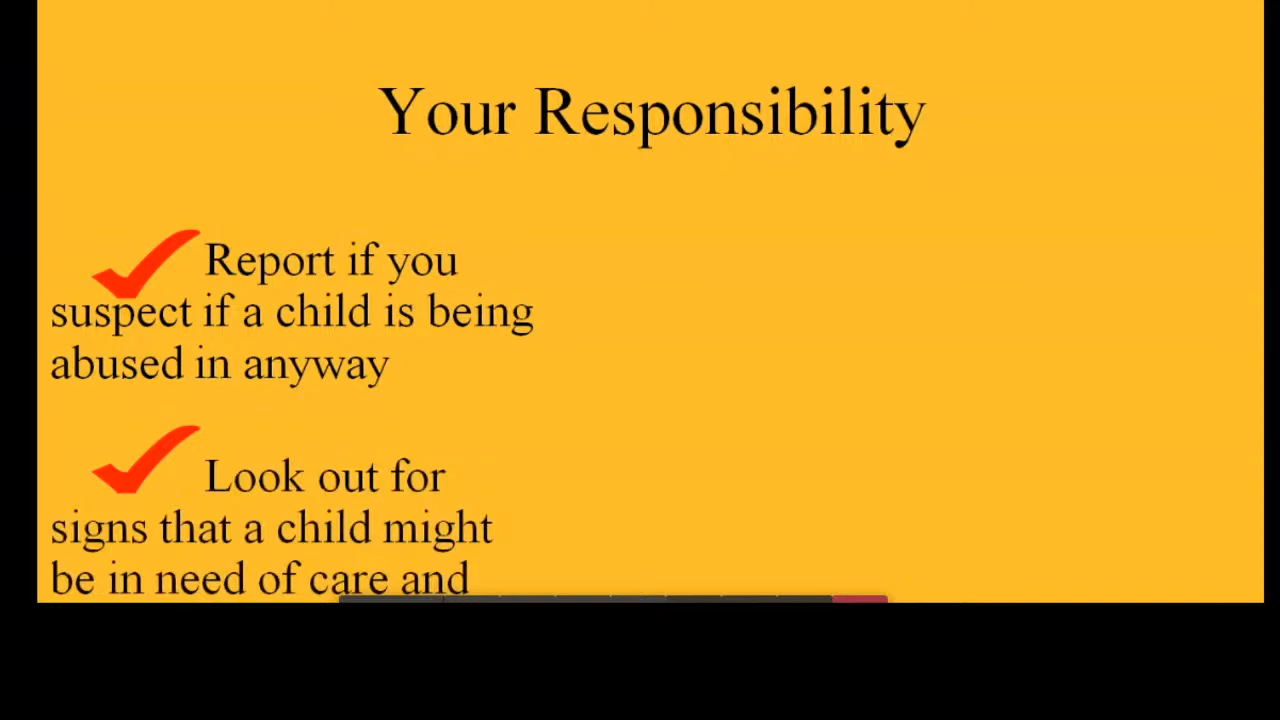 Your Responsibility
Report if you
suspect if a child is being
abused in anyway
Look out for
signs that a child might
be in need of care and